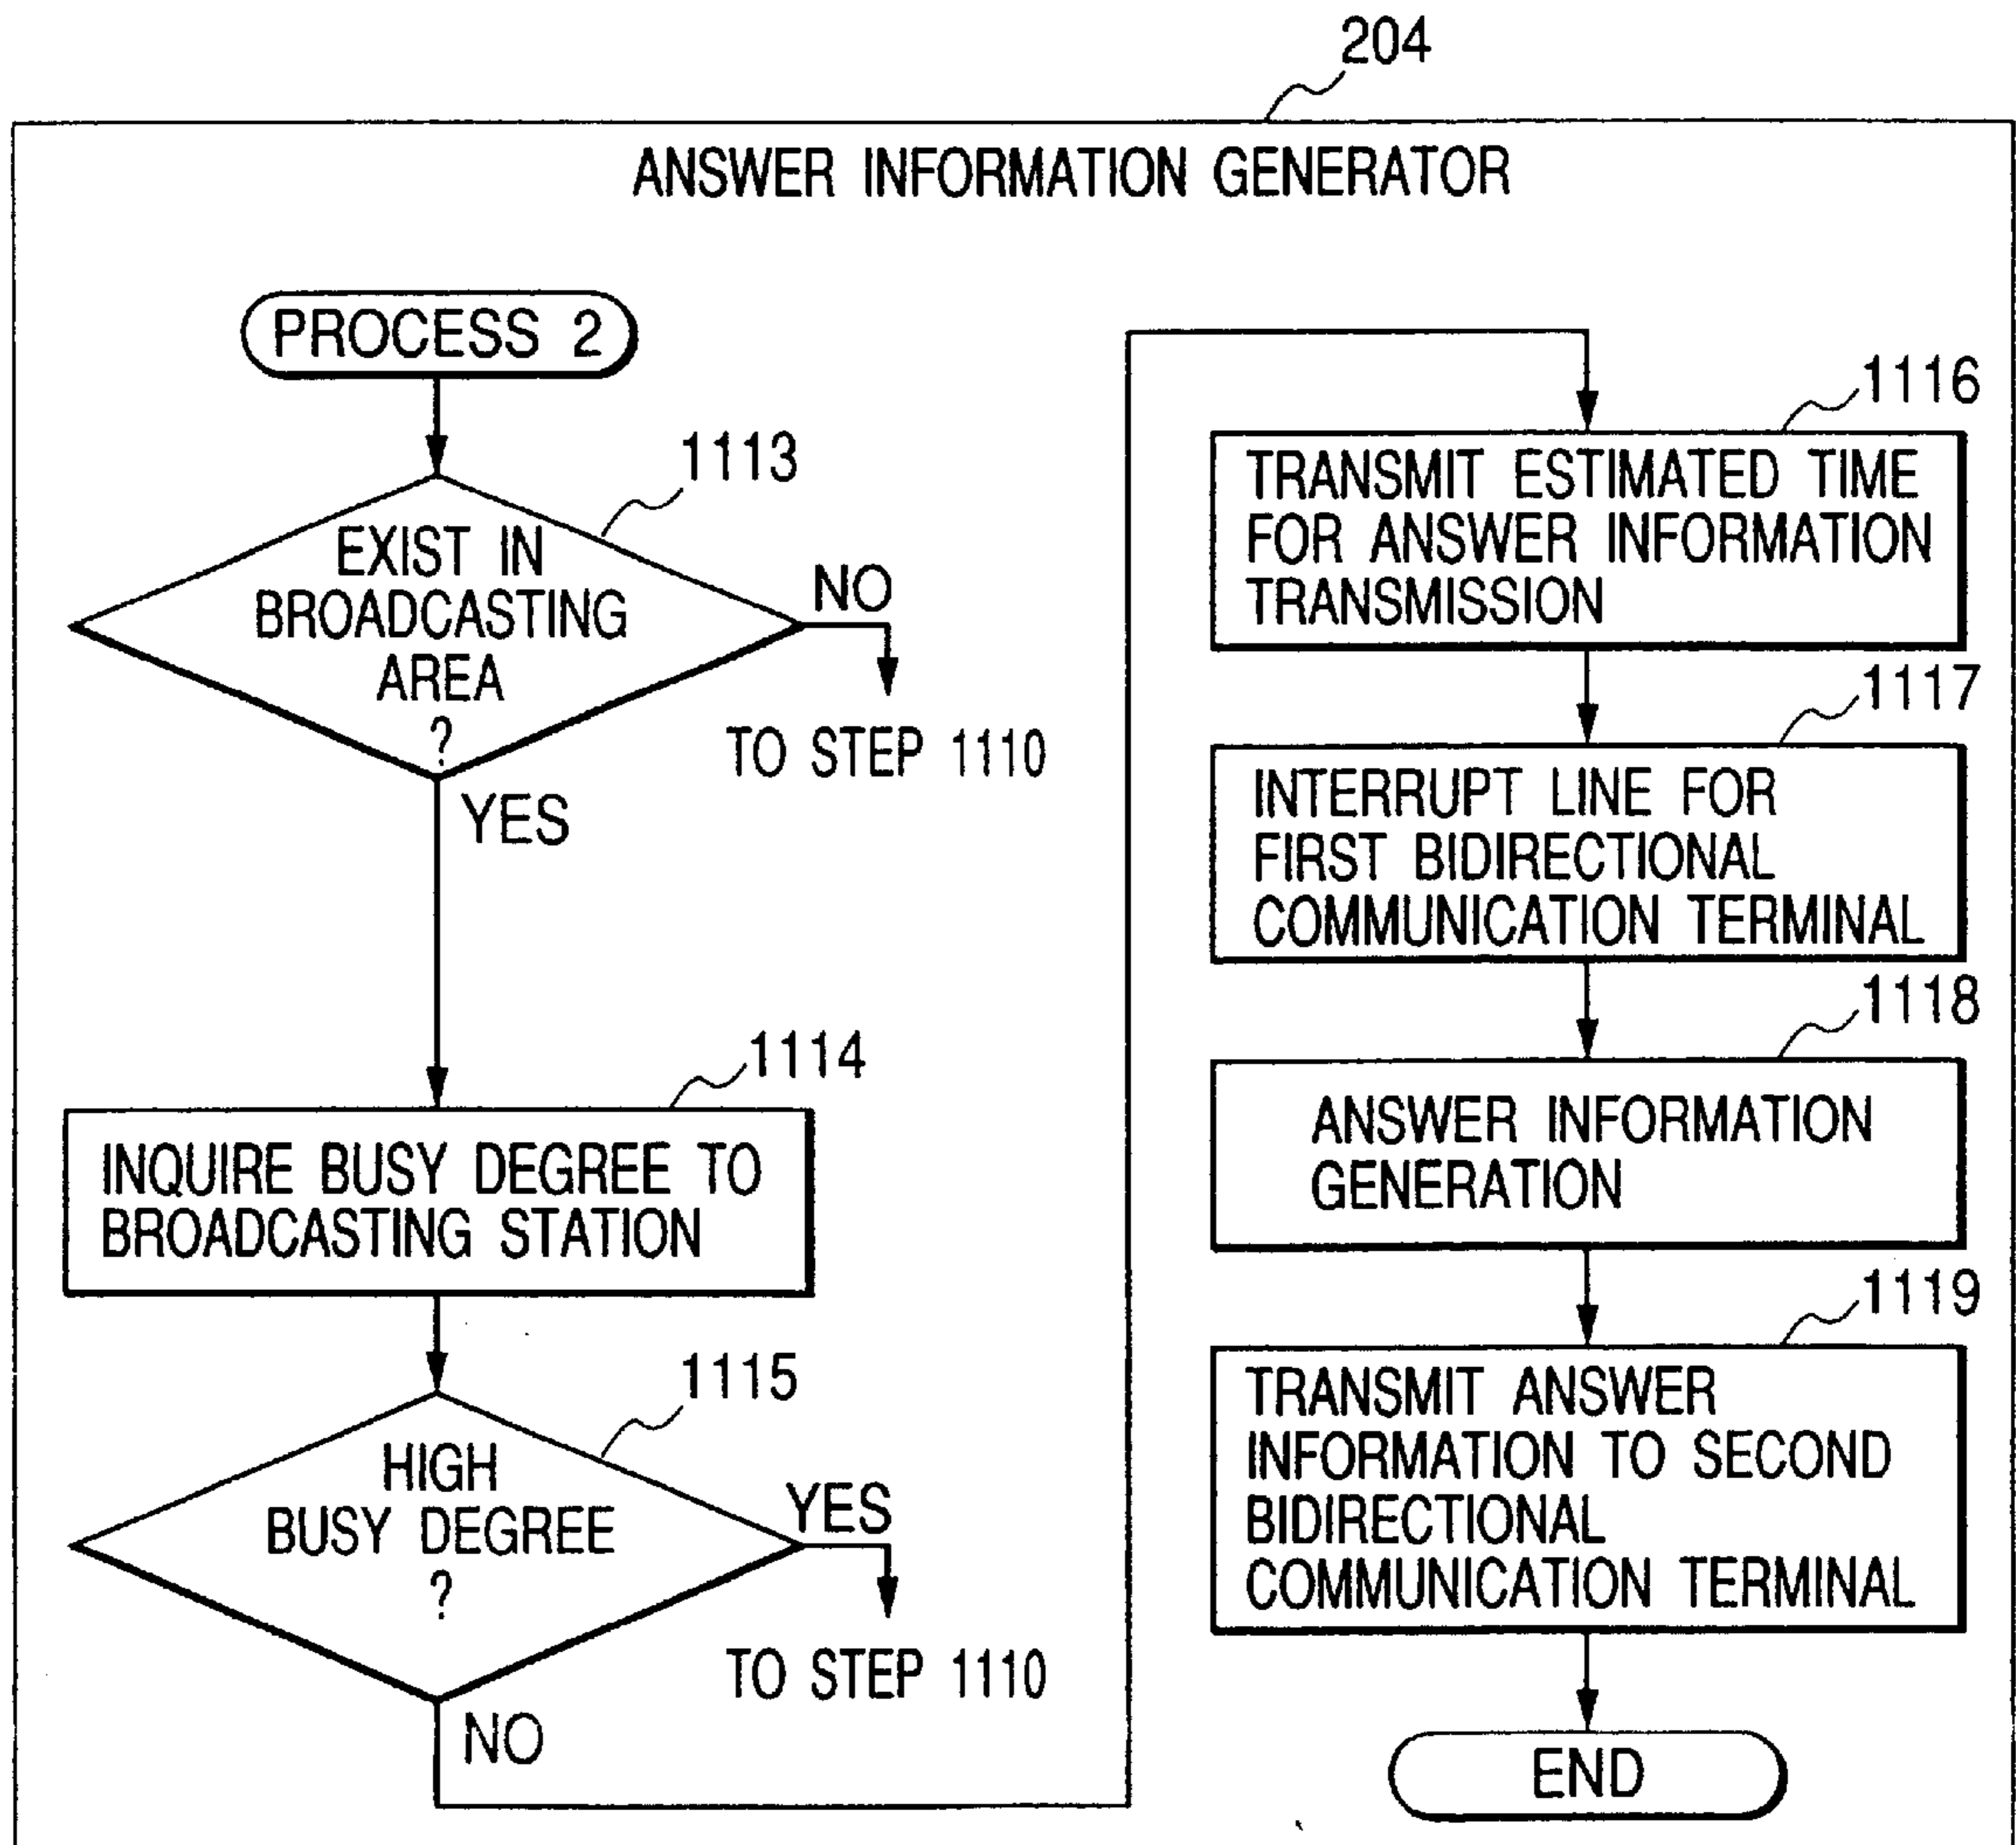 204
ANSWER INFORMATION GENERATOR
PROCESS 2
1113
EXIST IN
BROADCASTING
AREA
?
NO
TO STEP 1110
YES
1114
INQUIRE BUSY DEGREE TO
BROADCASTING STATION
1115
HIGH
BUSY DEGREE
?
YES
TO STEP 1110
NO
1116
TRANSMIT ESTIMATED TIME
FOR ANSWER INFORMATION
TRANSMISSION
1117
INTERRUPT LINE FOR
FIRST BIDIRECTIONAL
COMMUNICATION TERMINAL
1118
ANSWER INFORMATION
GENERATION
1119
TRANSMIT ANSWER
INFORMATION TO SECOND
BIDIRECTIONAL
COMMUNICATION TERMINAL
END